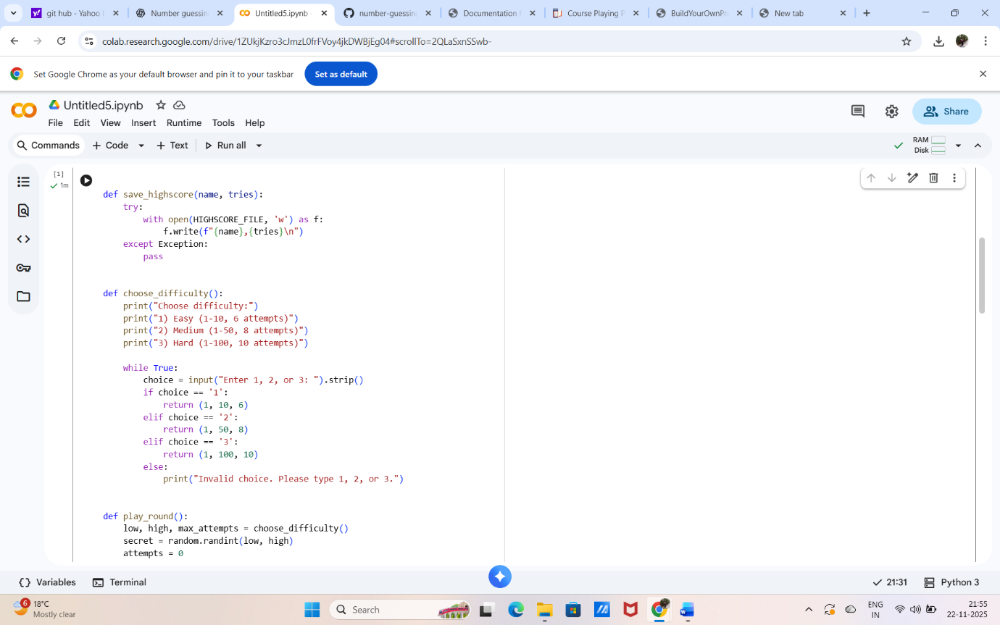 git hub - Yahoo
Number guessin
Untitled5.ipynb -
number-guessin
Documentation
Course Playing P
BuildYourOwnPr
New tab
colab.research.google.com/drive/1ZUkjKzro3cJmzL0frFVoy4jkDWBjEg04#scrollTo=2QLaSxnSSwb-
Set Google Chrome as your default browser and pin it to your taskbar
Set as default
Untitled5.ipynb
File Edit View Insert Runtime Tools Help
Share
Commands + Code + Text Run all
RAM
Disk
[1]
1m
def save_highscore(name, tries):
    try:
        with open(HIGHSCORE_FILE, 'w') as f:
            f.write(f"{name},{tries}\n")
    except Exception:
        pass
def choose_difficulty():
    print("Choose difficulty:")
    print("1) Easy (1-10, 6 attempts)")
    print("2) Medium (1-50, 8 attempts)")
    print("3) Hard (1-100, 10 attempts)")
    while True:
        choice = input("Enter 1, 2, or 3: ").strip()
        if choice == '1':
            return (1, 10, 6)
        elif choice == '2':
            return (1, 50, 8)
        elif choice == '3':
            return (1, 100, 10)
        else:
            print("Invalid choice. Please type 1, 2, or 3.")
def play_round():
    low, high, max_attempts = choose_difficulty()
    secret = random.randint(low, high)
    attempts = 0
Variables Terminal
21:31 Python 3
6
18°C
Mostly clear
Search
ENG
IN
21:55
22-11-2025